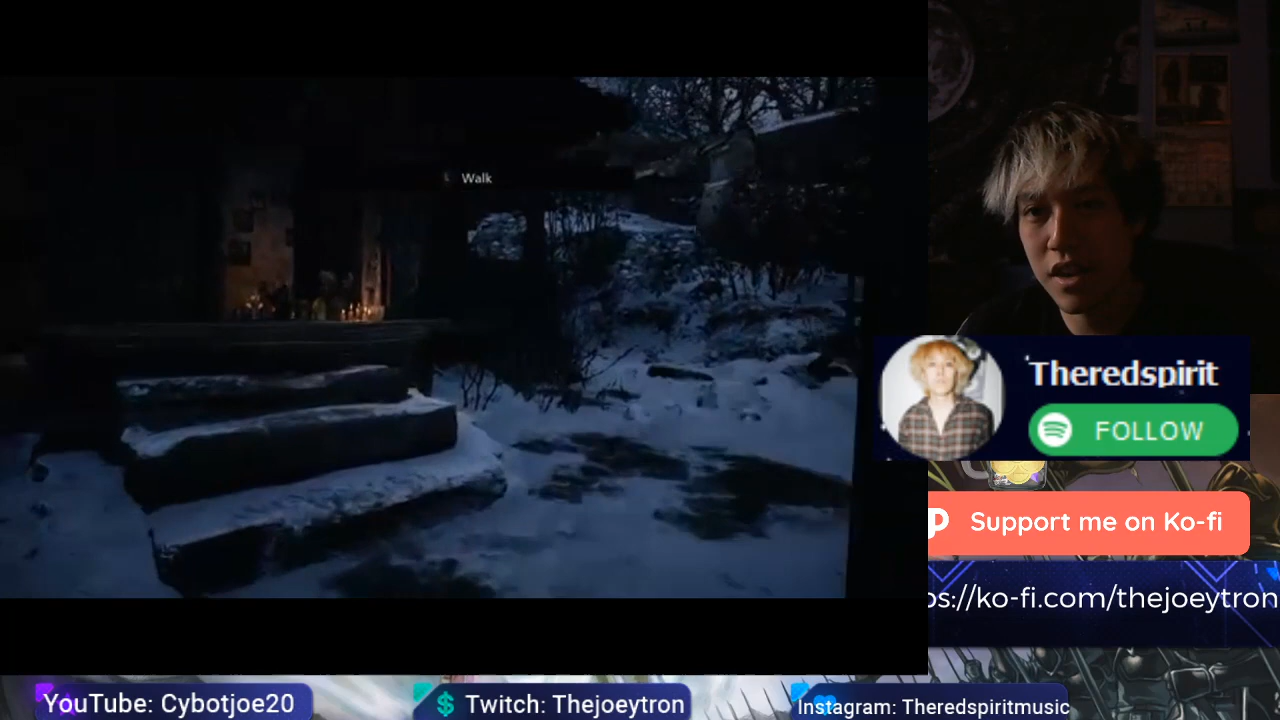 Walk
Theredspirit
FOLLOW
Support me on Ko-fi
ps://ko-fi.com/thejoeytron
YouTube: Cybotjoe20
Twitch: Thejoeytron
Instagram: Theredspiritmusic